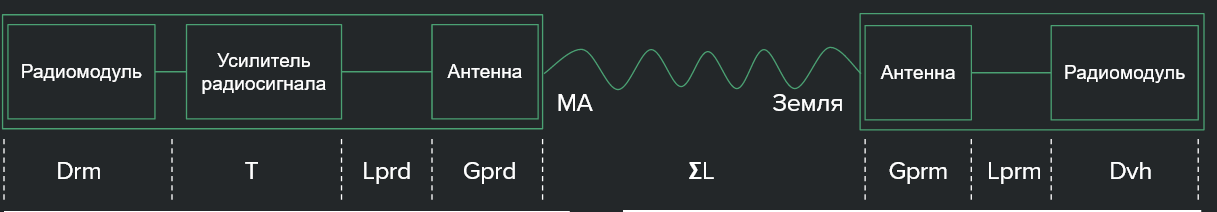 Радиомодуль
Усилитель
радиосигнала
Антенна
МА
Земля
Антенна
Радиомодуль
Drm
T
Lprd
Gprd
ΣL
Gprm
Lprm
Dvh